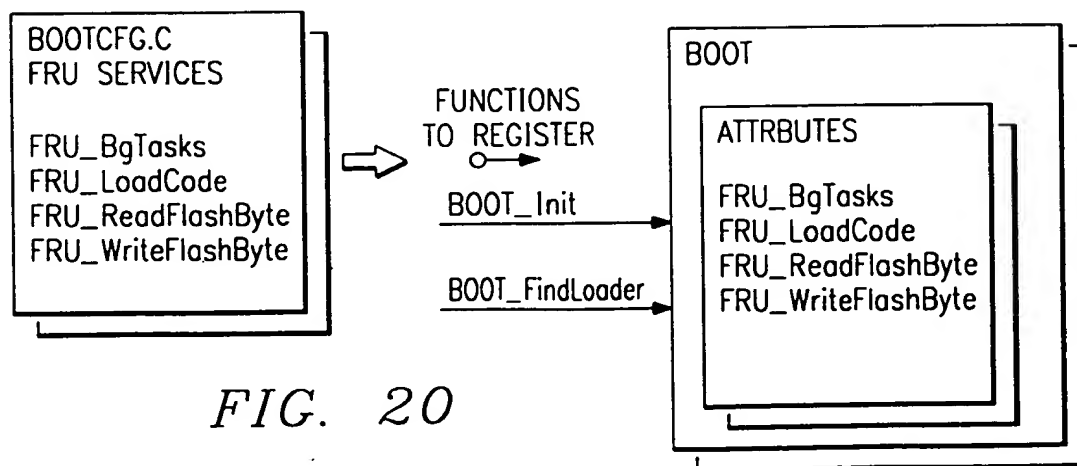 BOOTCFG.C
FRU SERVICES
FRU_BgTasks
FRU_LoadCode
FRU_ReadFlashByte
FRU_WriteFlashByte
FUNCTIONS
TO REGISTER
BOOT_Init
BOOT_FindLoader
BOOT
ATTRBUTES
FRU_BgTasks
FRU_LoadCode
FRU_ReadFlashByte
FRU_WriteFlashByte
FIG. 20